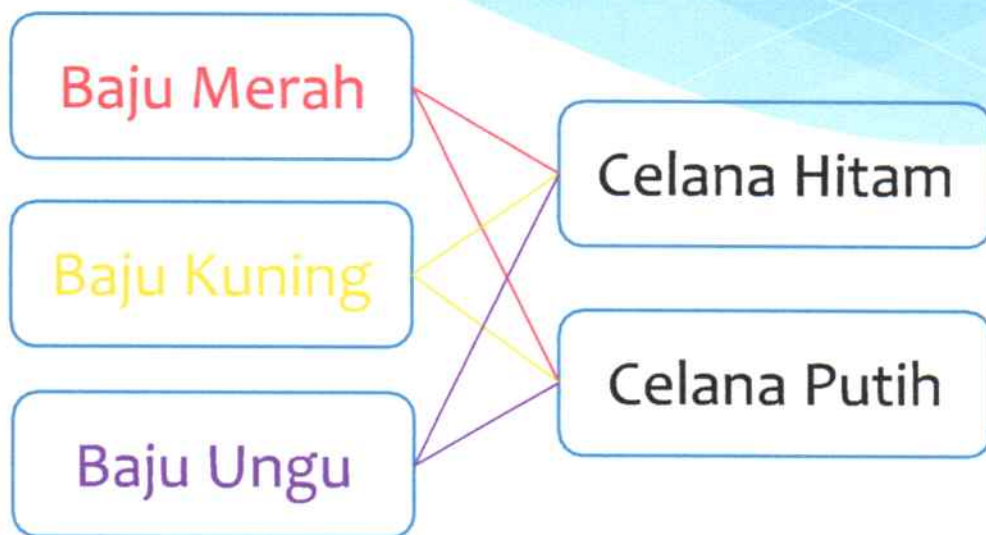 Baju Merah
Baju Kuning
Baju Ungu
Celana Hitam
Celana Putih